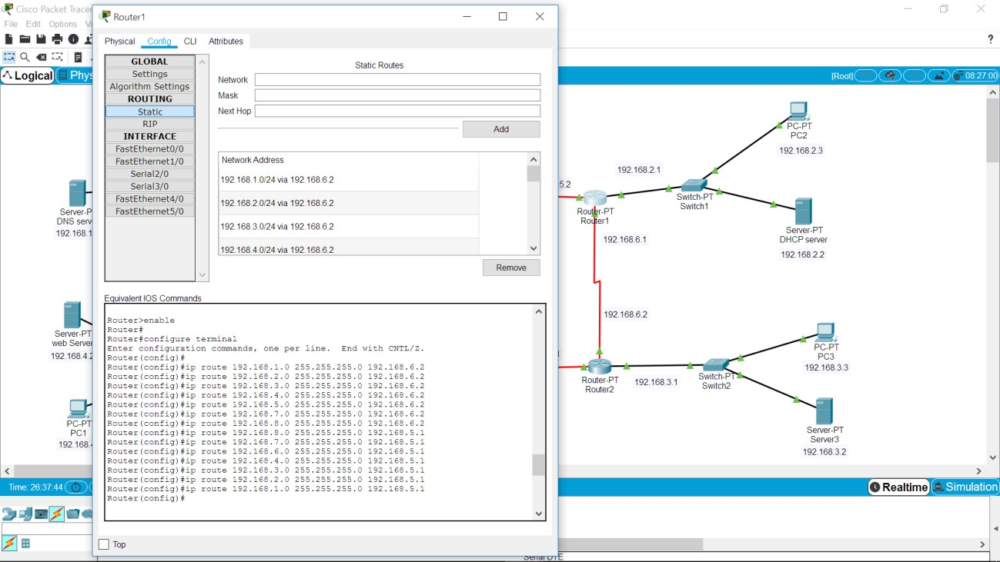 Cisco Packet Tracer
File Edit Options Vi
Logical
Phys
[Root]
08:27:00
Router1
Physical Config CLI Attributes
GLOBAL
Settings
Algorithm Settings
ROUTING
Static
RIP
INTERFACE
FastEthernet0/0
FastEthernet1/0
Serial2/0
Serial3/0
FastEthernet4/0
FastEthernet5/0
Static Routes
Network
Mask
Next Hop
Add
Network Address
192.168.1.0/24 via 192.168.6.2
192.168.2.0/24 via 192.168.6.2
192.168.3.0/24 via 192.168.6.2
192.168.4.0/24 via 192.168.6.2
Remove
Equivalent IOS Commands
Router>enable
Router#
Router#configure terminal
Enter configuration commands, one per line. End with CNTL/Z.
Router(config)#
Router(config)#ip route 192.168.1.0 255.255.255.0 192.168.6.2
Router(config)#ip route 192.168.2.0 255.255.255.0 192.168.6.2
Router(config)#ip route 192.168.3.0 255.255.255.0 192.168.6.2
Router(config)#ip route 192.168.4.0 255.255.255.0 192.168.6.2
Router(config)#ip route 192.168.5.0 255.255.255.0 192.168.6.2
Router(config)#ip route 192.168.7.0 255.255.255.0 192.168.6.2
Router(config)#ip route 192.168.8.0 255.255.255.0 192.168.6.2
Router(config)#ip route 192.168.8.0 255.255.255.0 192.168.5.1
Router(config)#ip route 192.168.7.0 255.255.255.0 192.168.5.1
Router(config)#ip route 192.168.6.0 255.255.255.0 192.168.5.1
Router(config)#ip route 192.168.4.0 255.255.255.0 192.168.5.1
Router(config)#ip route 192.168.3.0 255.255.255.0 192.168.5.1
Router(config)#ip route 192.168.2.0 255.255.255.0 192.168.5.1
Router(config)#ip route 192.168.1.0 255.255.255.0 192.168.5.1
Router(config)#
Top
Server-P
DNS serv
192.168.1
Server-PT
web Server
192.168.4.2
PC-PT
PC1
192.168.4
5.2
192.168.2.1
PC-PT
PC2
192.168.2.3
Router-PT
Router1
Switch-PT
Switch1
Server-PT
DHCP server
192.168.2.2
192.168.6.1
192.168.6.2
PC-PT
PC3
192.168.3.3
Router-PT
Router2
192.168.3.1
Switch-PT
Switch2
Server-PT
Server3
192.168.3.2
Time: 26:37:44
Realtime
Simulation
Serial DTE